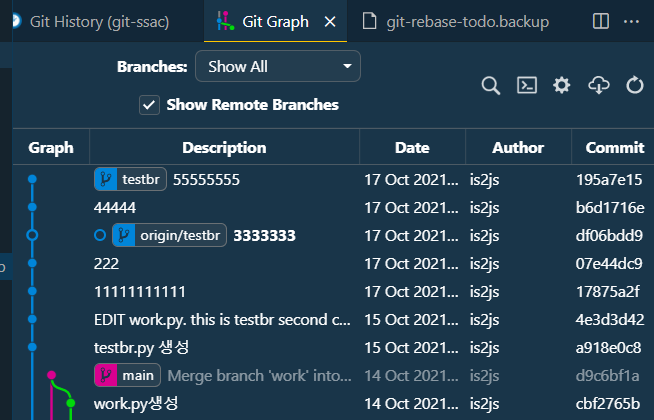 Git History (git-ssac) Git Graph git-rebase-todo.backup
Branches: Show All
Show Remote Branches
Graph Description Date Author Commit
testbr 55555555 17 Oct 2021... is2js 195a7e15
44444 17 Oct 2021... is2js b6d1716e
origin/testbr 3333333 17 Oct 2021... is2js df06bdd9
222 17 Oct 2021... is2js 07e44dc9
11111111111 17 Oct 2021... is2js 17875a2f
EDIT work.py. this is testbr second c... 15 Oct 2021... is2js 4e3d3d42
testbr.py 생성 15 Oct 2021... is2js a918e0c8
main Merge branch 'work' into... 14 Oct 2021... is2js d9c6bf1a
work.py생성 14 Oct 2021... is2js cbf2765b